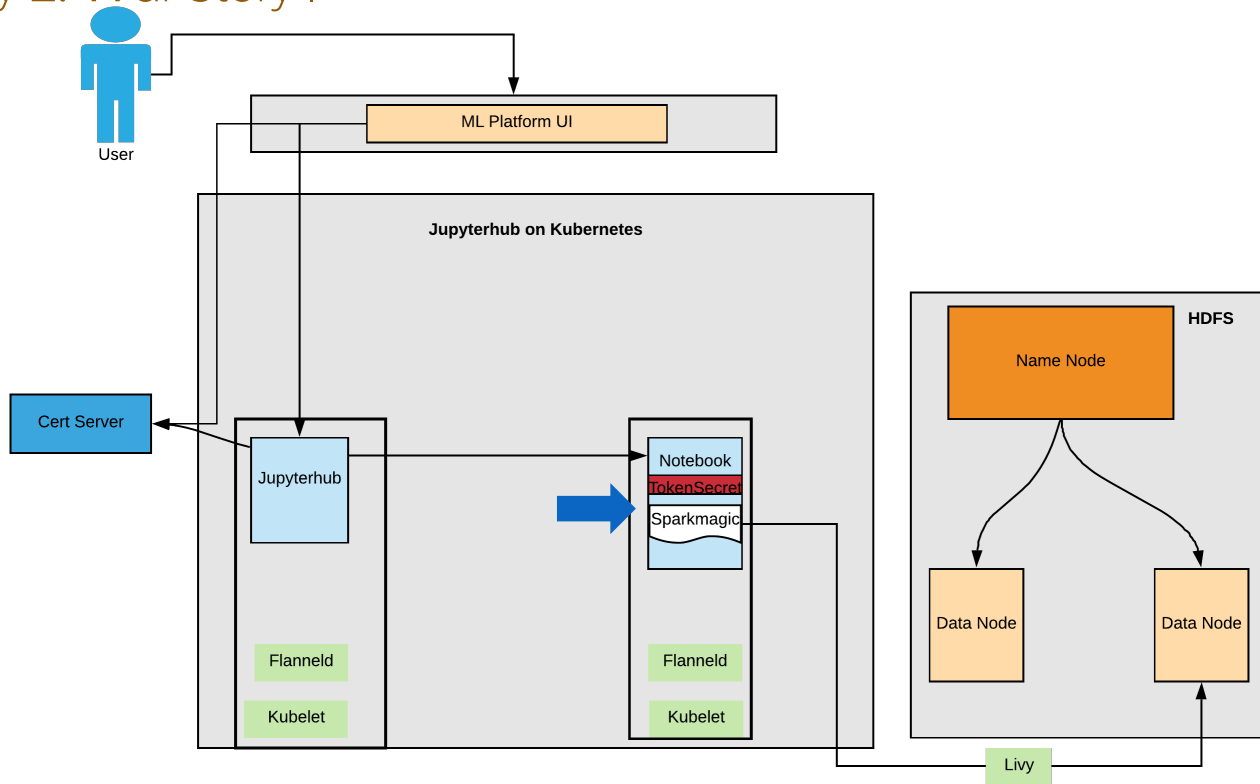 User
ML Platform UI
Jupyterhub on Kubernetes
HDFS
Name Node
Cert Server
Jupyterhub
Notebook
TokenSecret
Sparkmagic
Data Node
Data Node
Flanneld
Flanneld
Kubelet
Kubelet
Livy